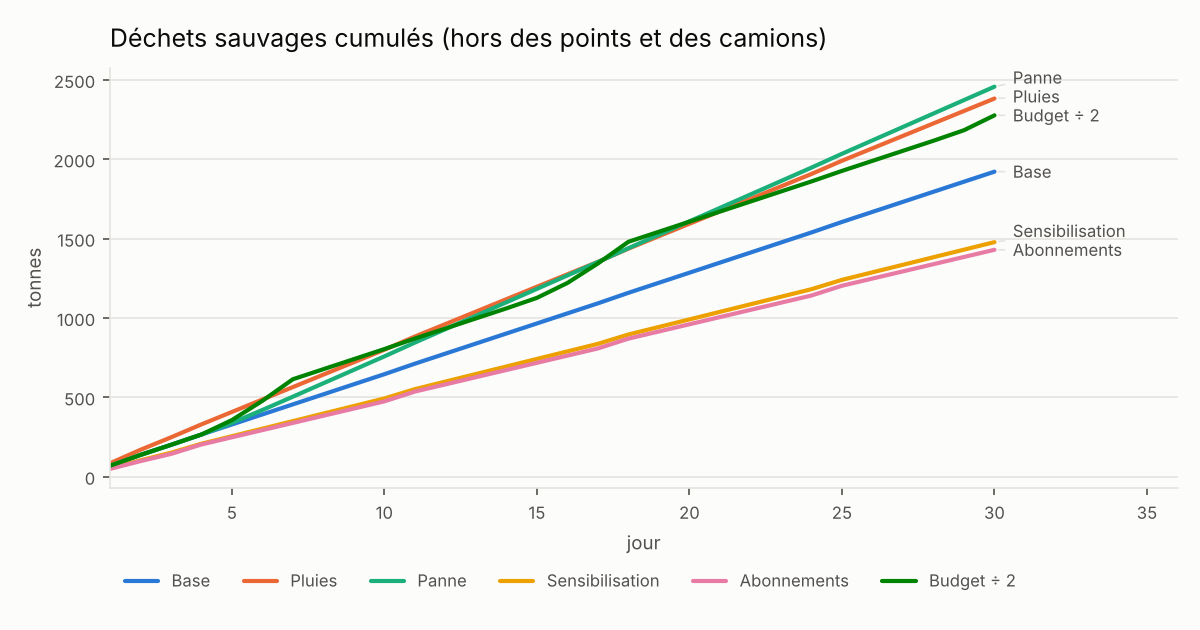 Déchets sauvages cumulés (hors des points et des camions)
2500
2000
1500
1000
500
0
tonnes
Panne
Pluies
Budget ÷ 2
Base
Sensibilisation
Abonnements
5 10 15 20 25 30 35
jour
Base Pluies Panne Sensibilisation Abonnements Budget ÷ 2